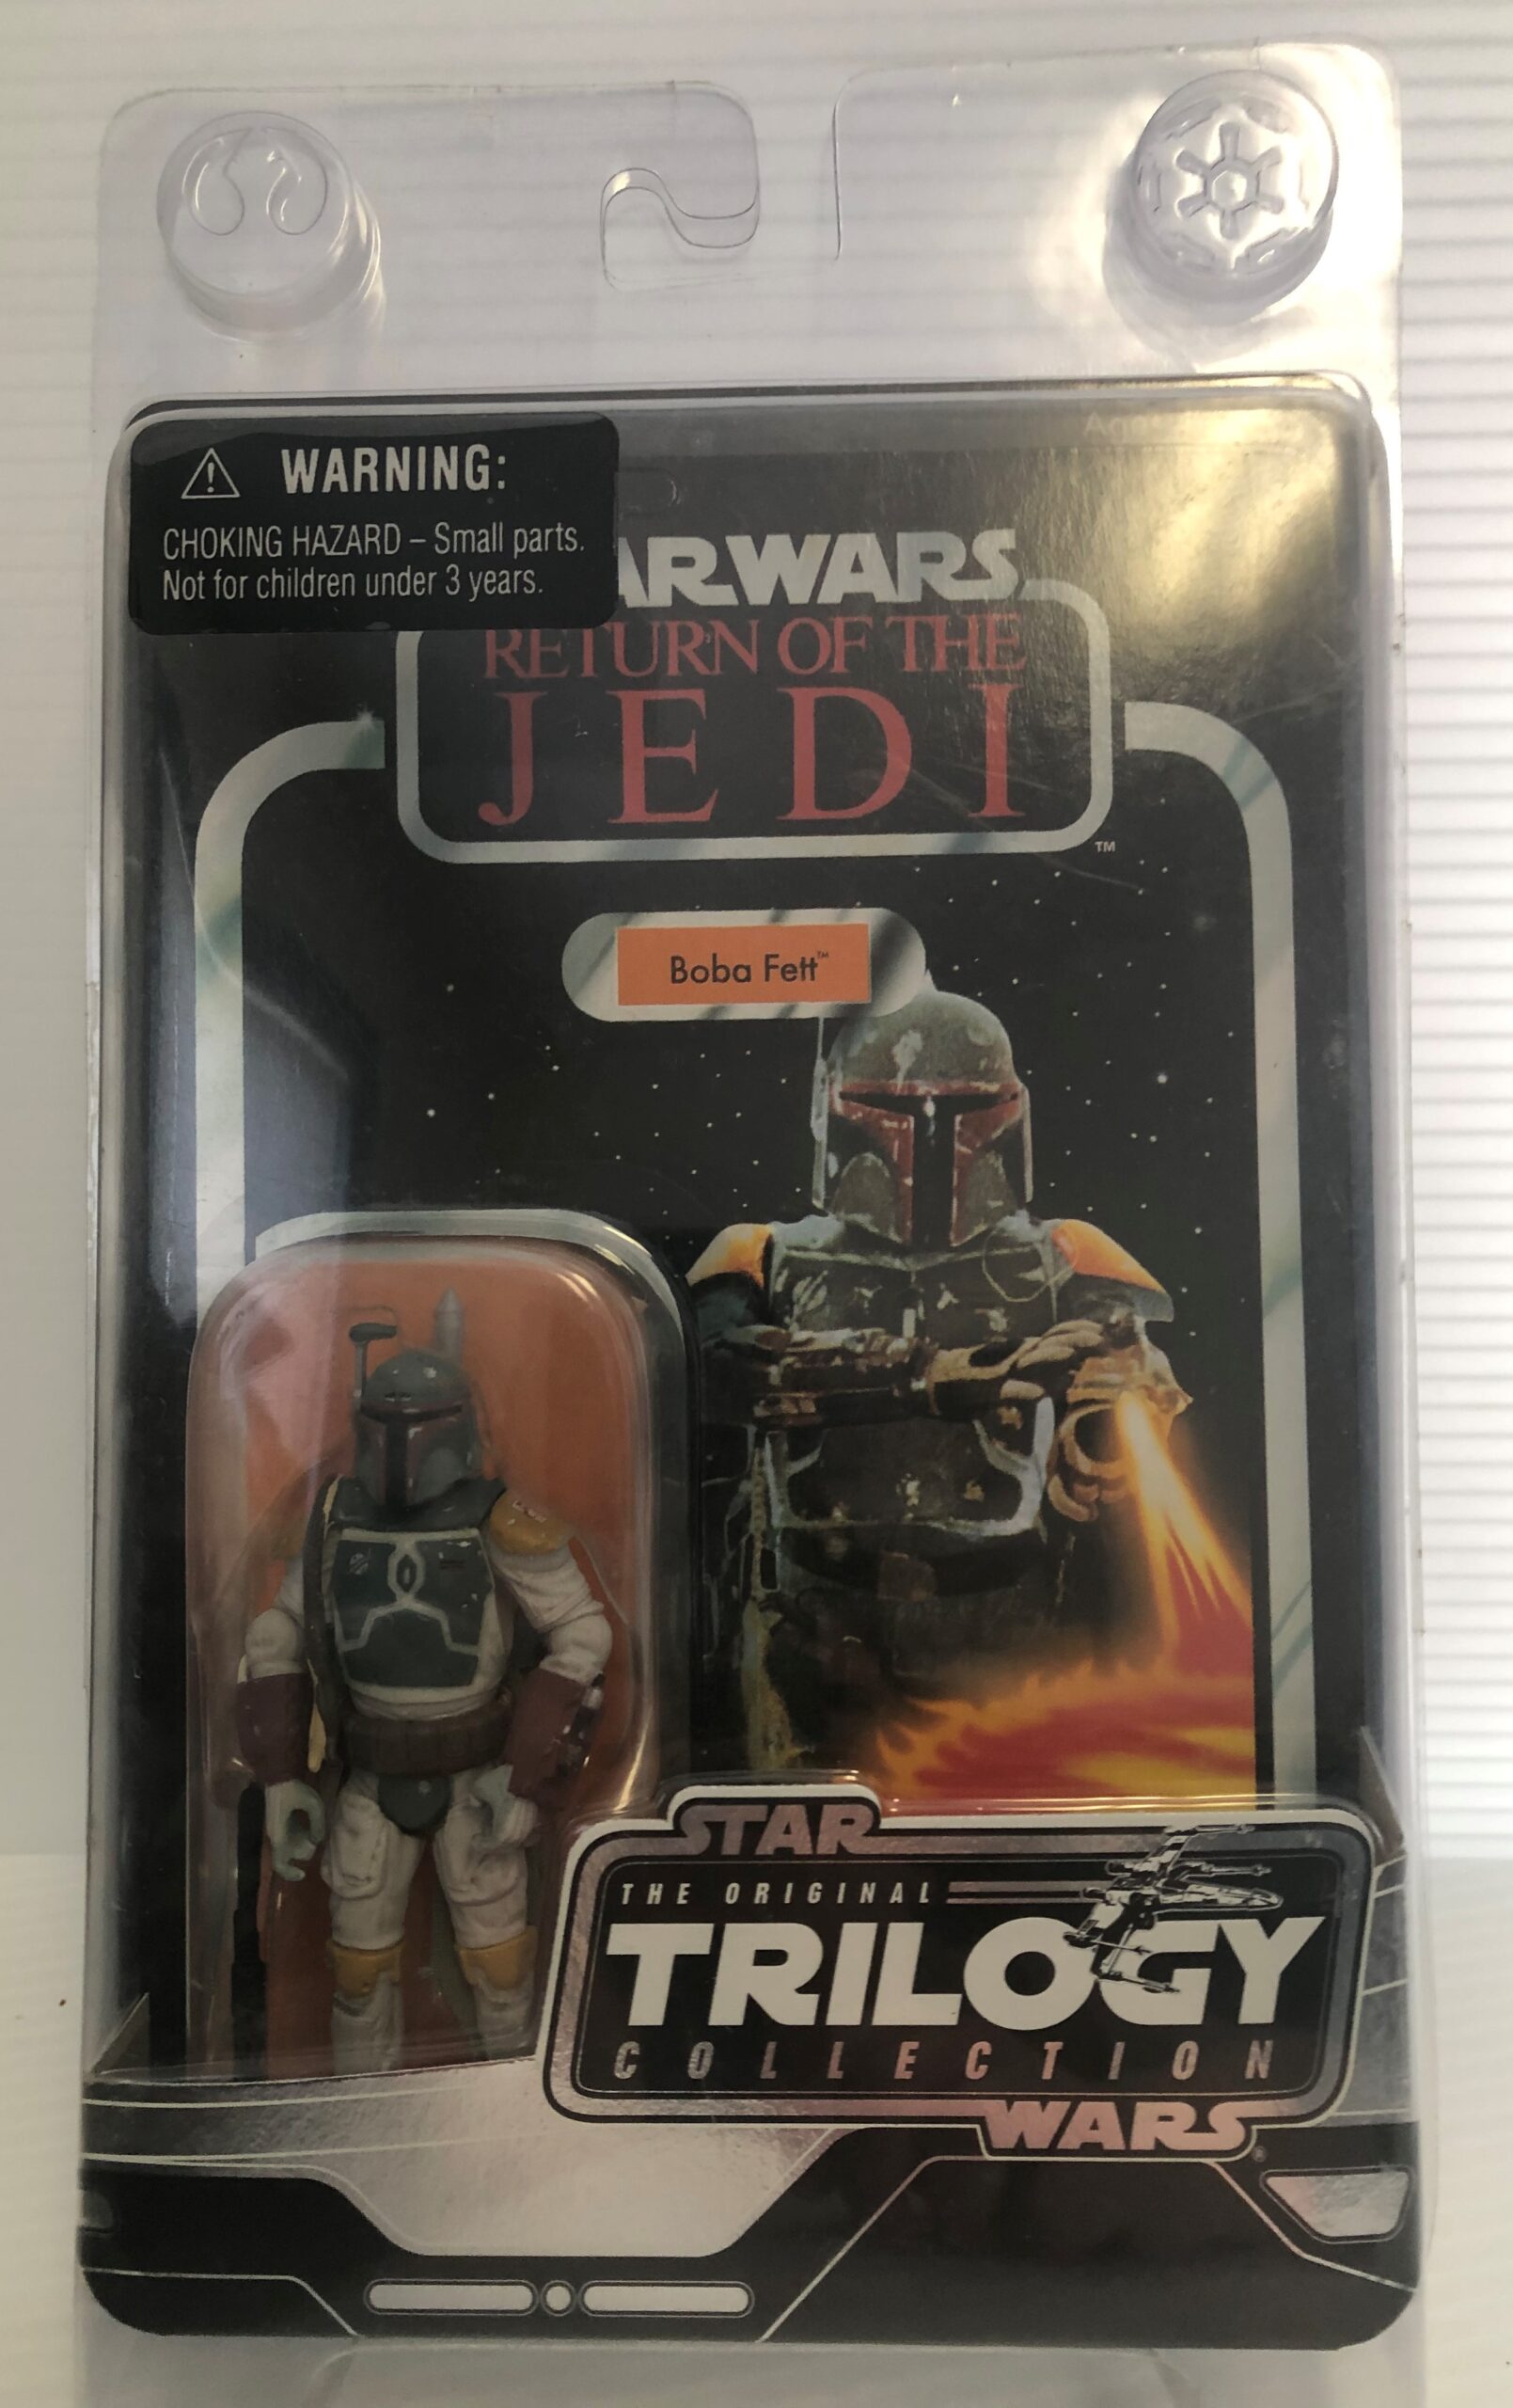 WARNING:
CHOKING HAZARD – Small parts.
Not for children under 3 years.
AR WARS
RETURN OF THE
JEDI
TM
Boba Fett™
STAR
THE ORIGINAL
TRILOGY
COLLECTION
WARS
®